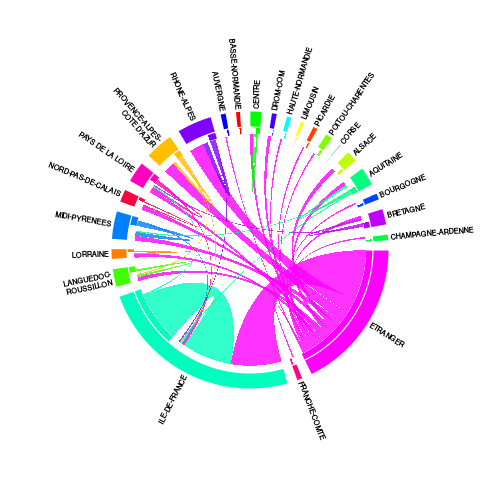 AUVERGNE
BASSE-NORMANDIE
CENTRE
DROM-COM
HAUTE-NORMANDIE
LIMOUSIN
PICARDIE
POITOU-CHARENTES
CORSE
ALSACE
AQUITAINE
BOURGOGNE
BRETAGNE
CHAMPAGNE-ARDENNE
ETRANGER
FRANCHE-COMTE
ILE-DE-FRANCE
LANGUEDOC-
ROUSSILLON
LORRAINE
MIDI-PYRENEES
NORD-PAS-DE-CALAIS
PAYS DE LA LOIRE
PROVENCE-ALPES-
COTE D'AZUR
RHONE-ALPES